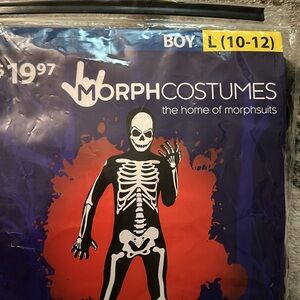 BOY L (10-12)
$19.97
MORPHCOSTUMES
the home of morphsuits